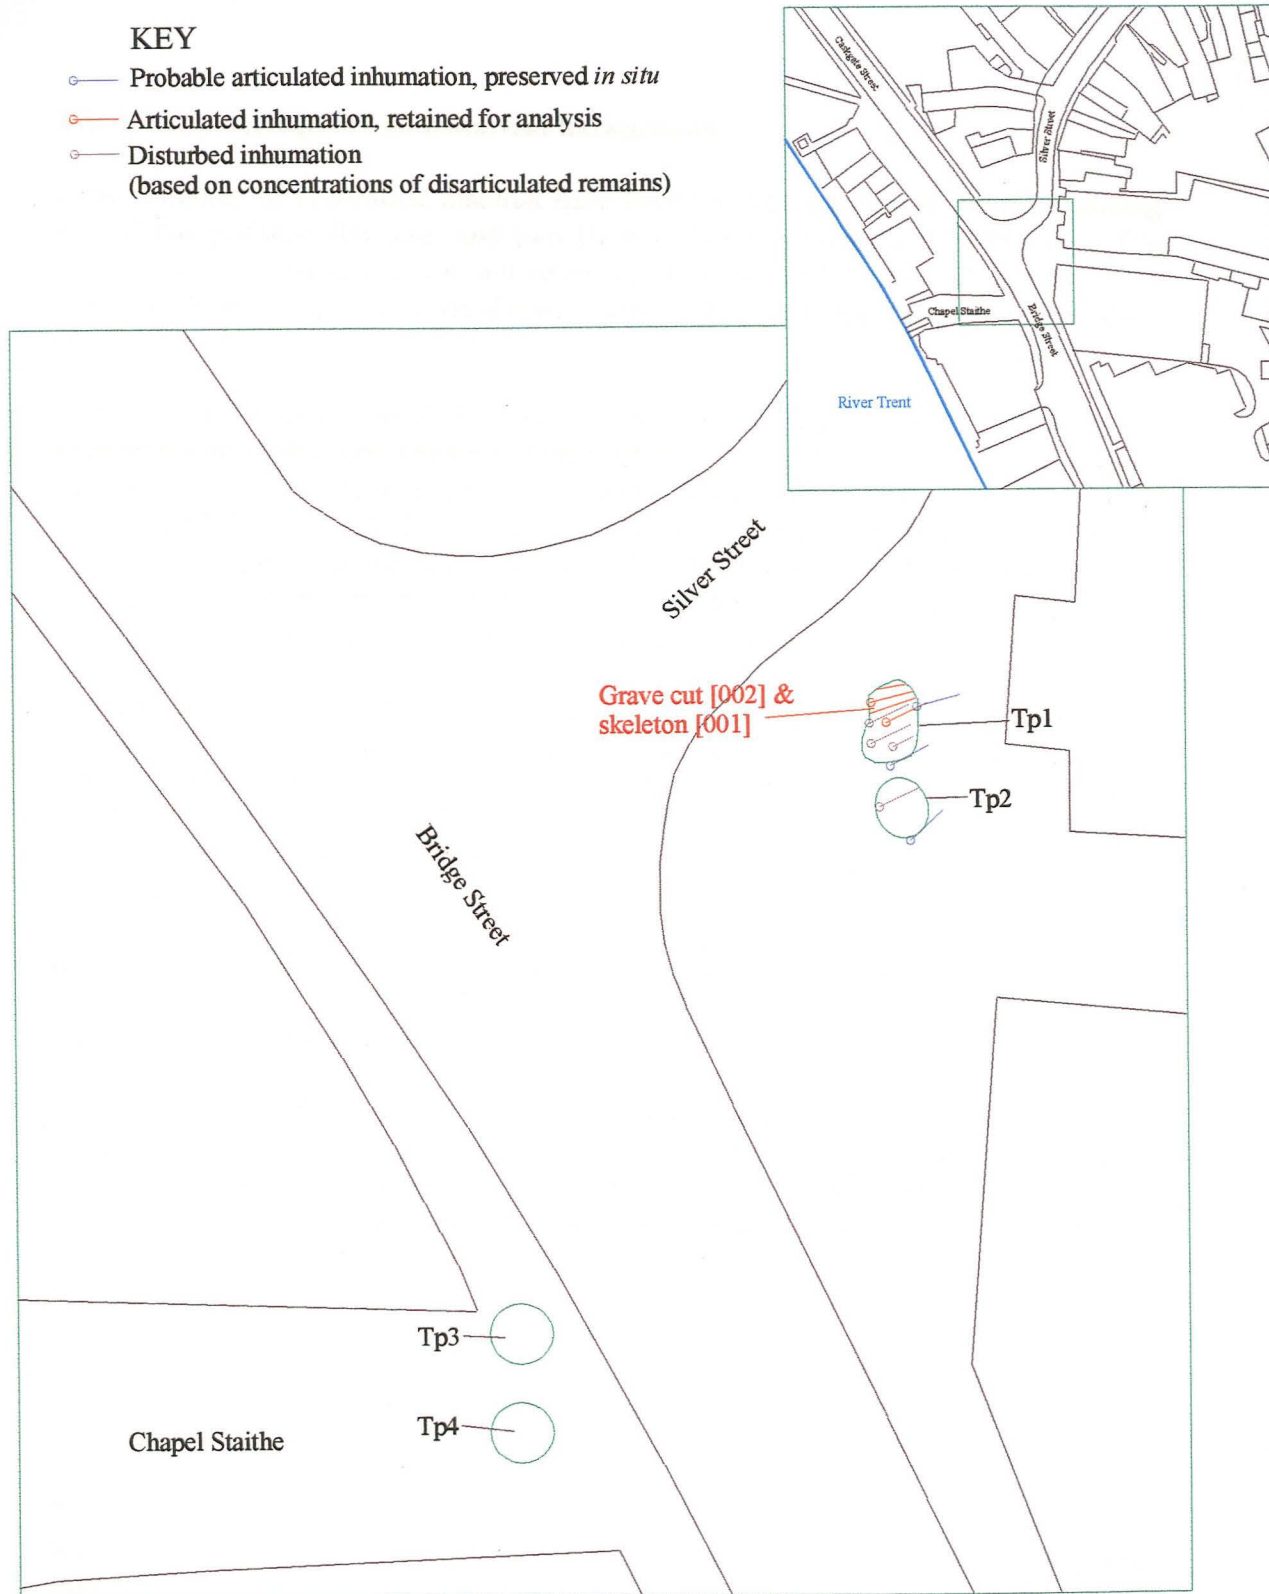 KEY
Probable articulated inhumation, preserved in situ
Articulated inhumation, retained for analysis
Disturbed inhumation
(based on concentrations of disarticulated remains)
Caskgate Street
Silver Street
Chapel Staithe
Bridge Street
River Trent
Silver Street
Grave cut [002] &
skeleton [001]
Tp1
Tp2
Bridge Street
Tp3
Tp4
Chapel Staithe